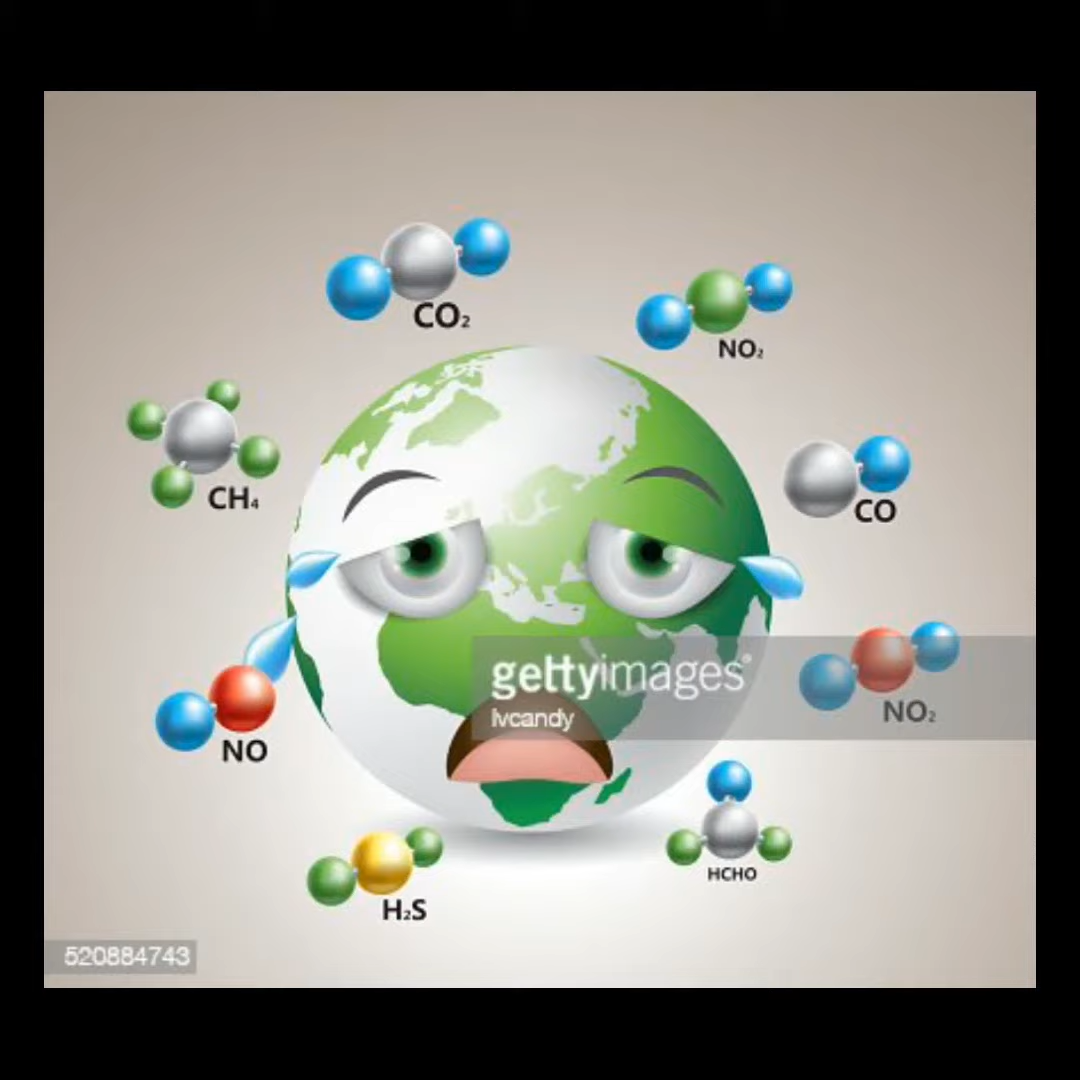 CO₂
NO₂
CH₄
CO
gettyimages®
lvcandy
NO₂
NO
HCHO
H₂S
520884743